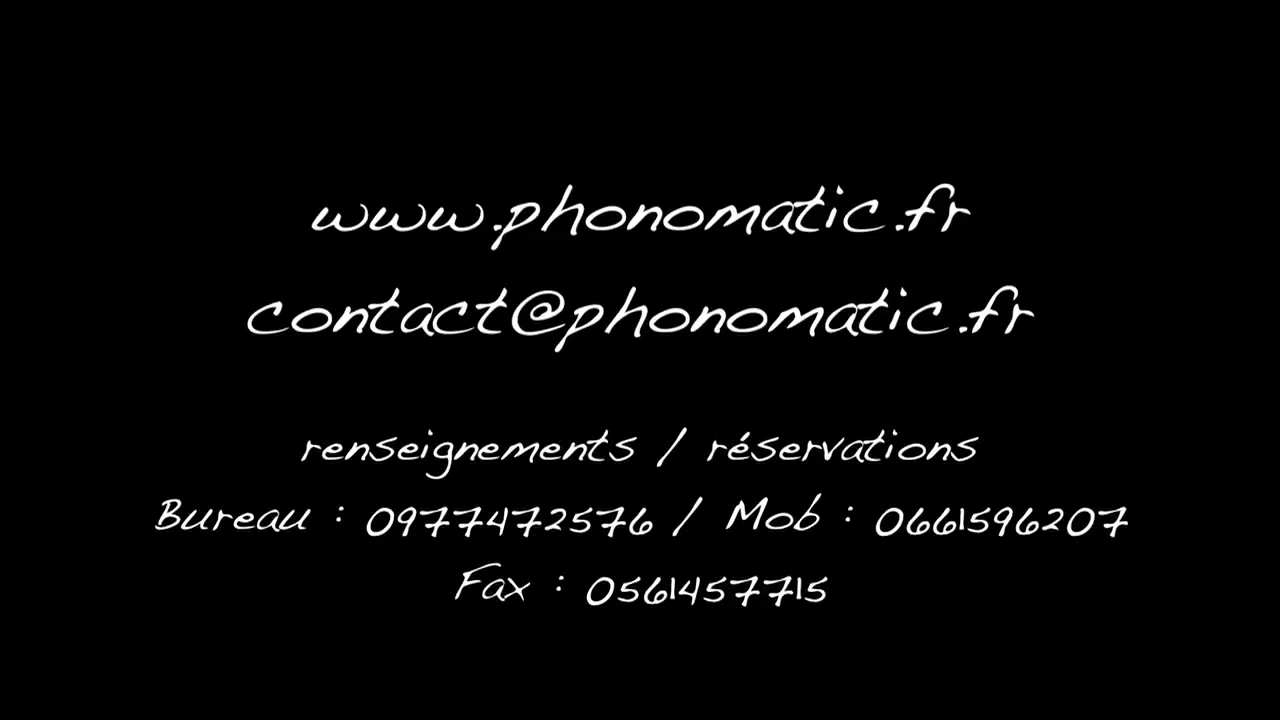 www.phonomatic.fr
contact@phonomatic.fr
renseignements / réservations
Bureau : 0977472576 / Mob : 0661596207
Fax : 0561457715